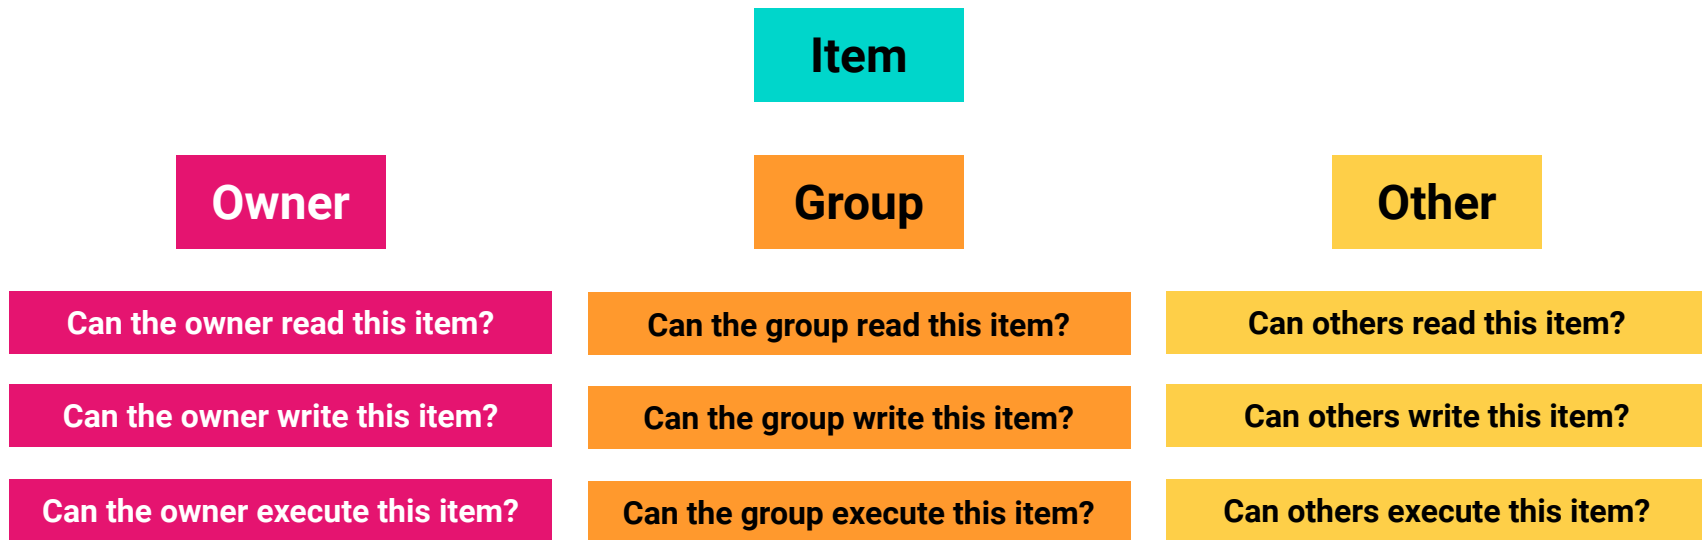 Item
Owner
Group
Other
Can the owner read this item?
Can the group read this item?
Can others read this item?
Can the owner write this item?
Can the group write this item?
Can others write this item?
Can the owner execute this item?
Can the group execute this item?
Can others execute this item?